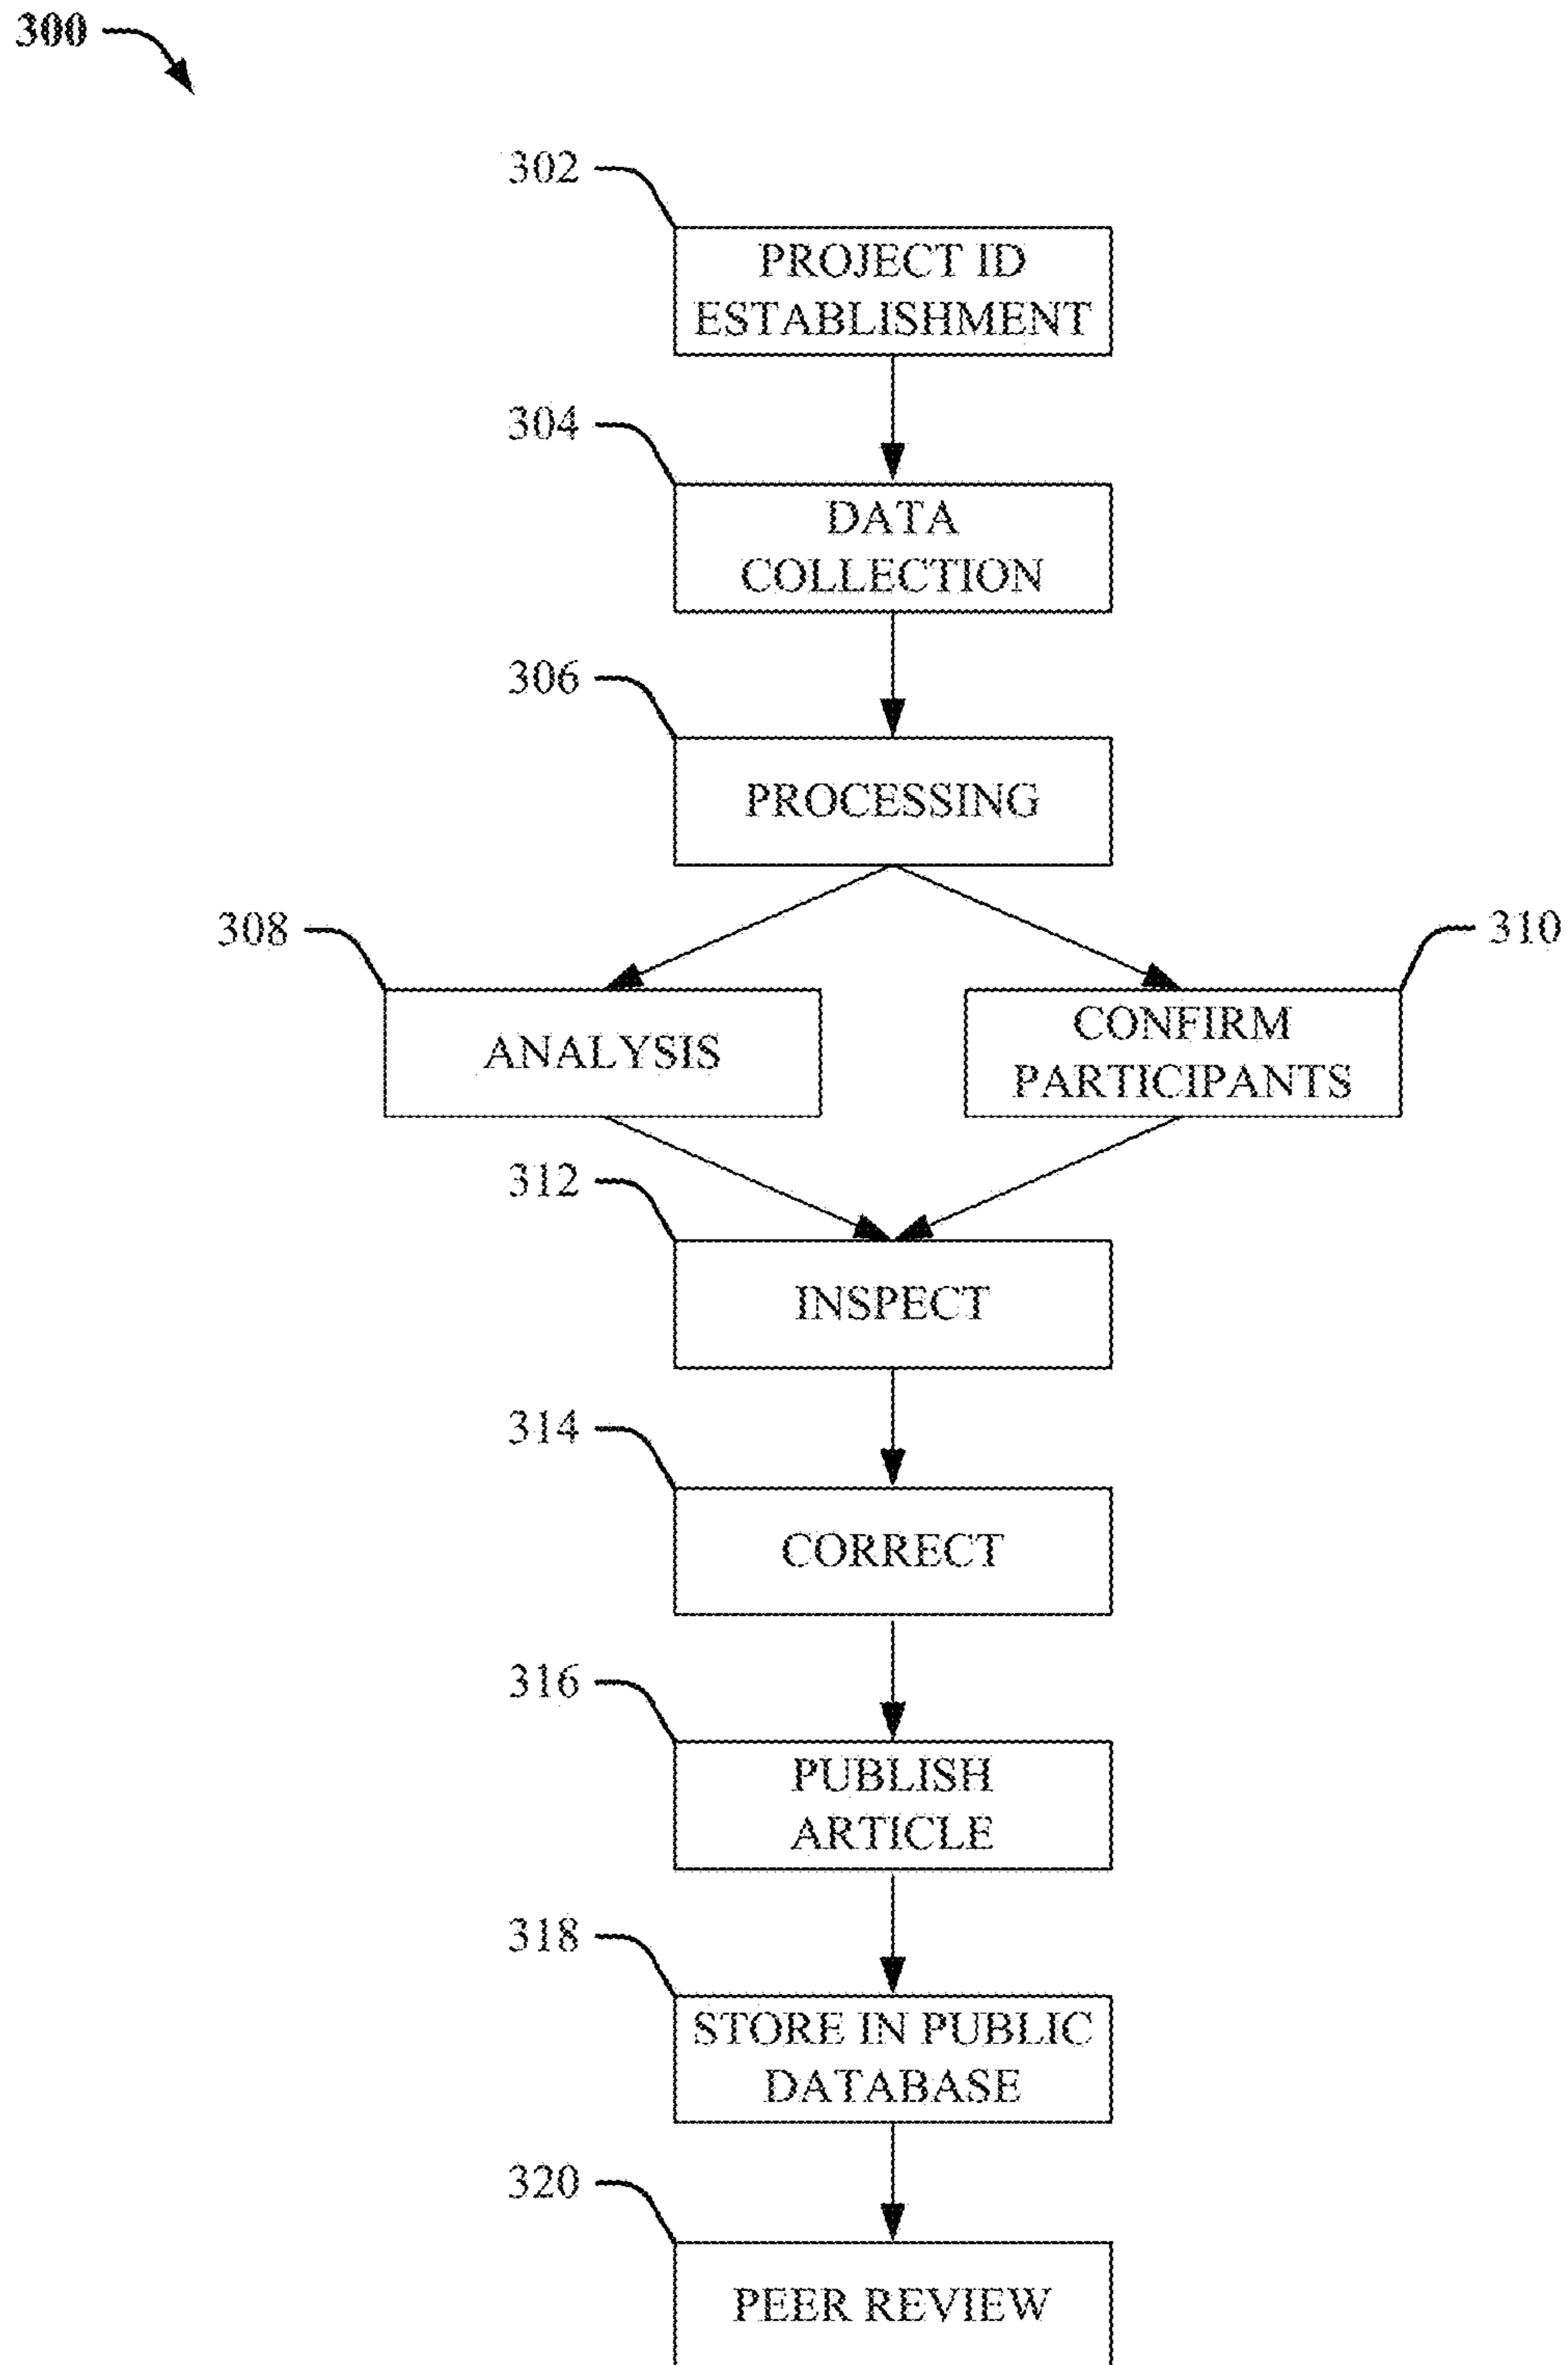 300
302
PROJECT ID
ESTABLISHMENT
304
DATA
COLLECTION
306
PROCESSING
308
ANALYSIS
310
CONFIRM
PARTICIPANTS
312
INSPECT
314
CORRECT
316
PUBLISH
ARTICLE
318
STORE IN PUBLIC
DATABASE
320
PEER REVIEW